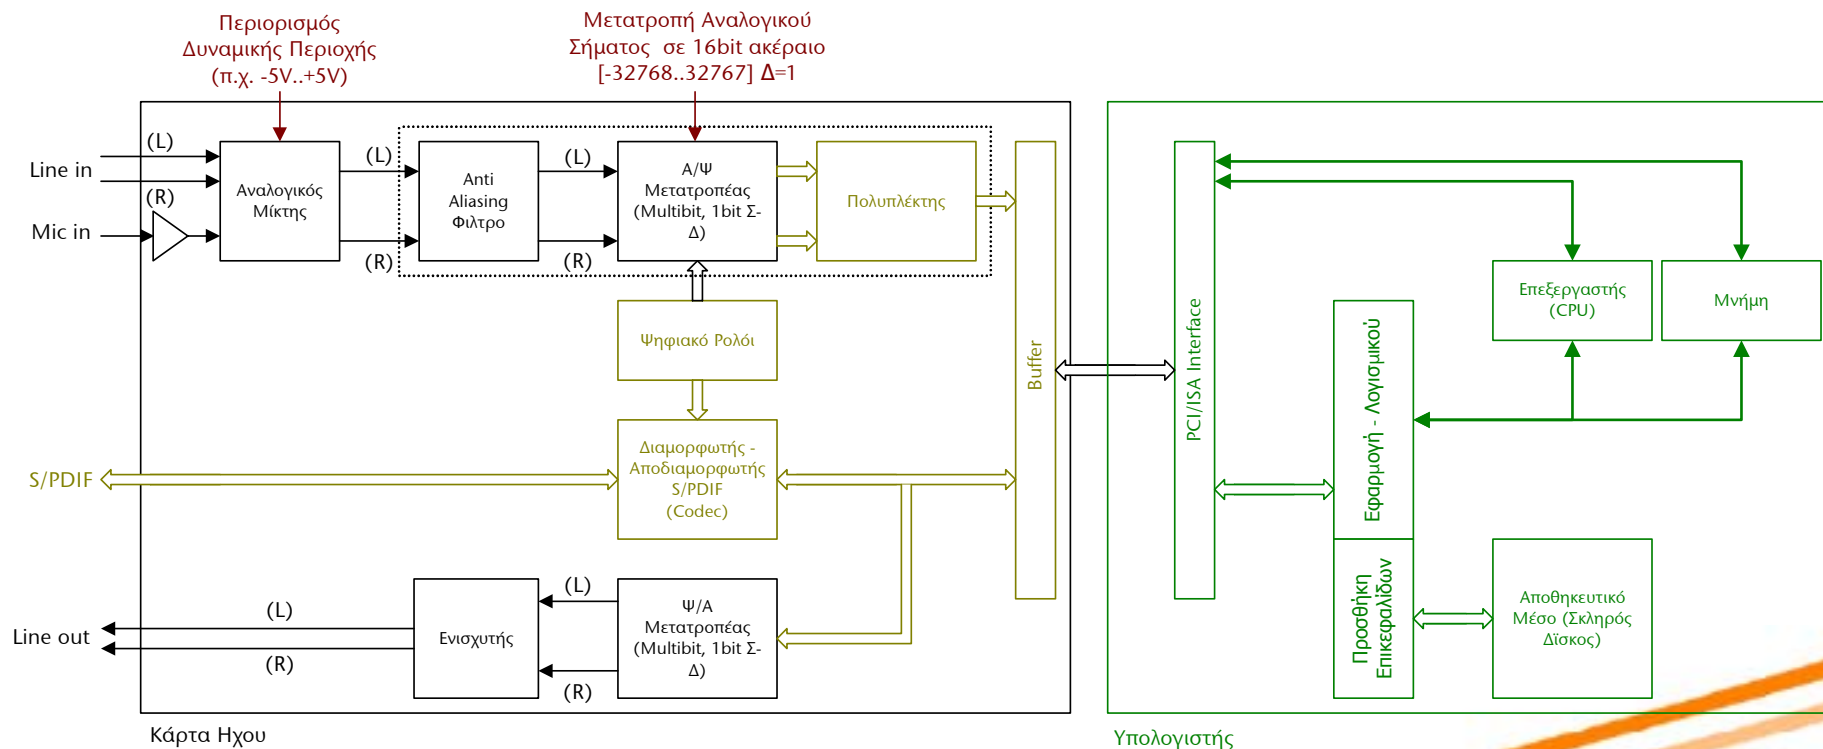 Περιορισμός
Δυναμικής Περιοχής
(π.χ. -5V..+5V)
Μετατροπή Αναλογικού
Σήματος σε 16bit ακέραιο
[-32768..32767] Δ=1
Line in
(L)
(R)
Mic in
Αναλογικός
Μίκτης
(L)
(R)
Anti
Aliasing
Φιλτρο
(L)
(R)
Α/Ψ
Μετατροπέας
(Multibit, 1bit Σ-
Δ)
Πολυπλέκτης
Ψηφιακό Ρολόι
Buffer
S/PDIF
Διαμορφωτής -
Αποδιαμορφωτής
S/PDIF
(Codec)
Line out
(L)
(R)
Ενισχυτής
(L)
(R)
Ψ/Α
Μετατροπέας
(Multibit, 1bit Σ-
Δ)
Κάρτα Ηχου
PCI/ISA Interface
Επεξεργαστής
(CPU)
Μνήμη
Εφαρμογή - Λογισμικού
Προσθήκη
Επικεφαλίδων
Αποθηκευτικό
Μέσο (Σκληρός
Δϊσκος)
Υπολογιστής